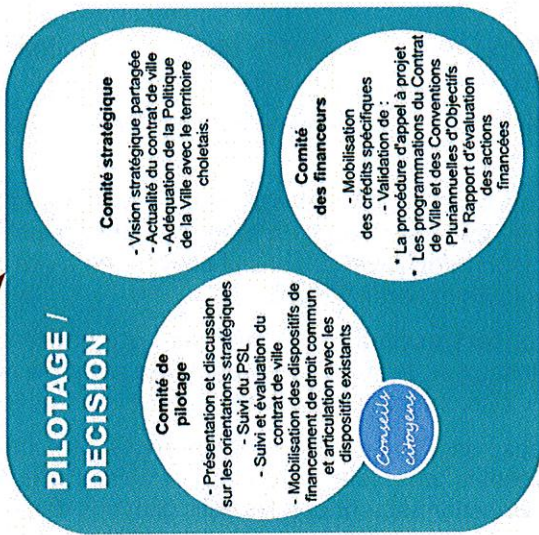 PILOTAGE /
DECISION
Comité de
pilotage
- Présentation et discussion
sur les orientations stratégiques
- Suivi du PSL
- Suivi et évaluation du
contrat de ville
- Mobilisation des dispositifs de
financement de droit commun
et articulation avec les
dispositifs existants
Conseils
citoyens
Comité stratégique
- Vision stratégique partagée
- Actualité du contrat de ville
- Adéquation de la Politique
de la Ville avec le territoire
choletais.
Comité
des financeurs
- Mobilisation
des crédits spécifiques
- Validation de :
* La procédure d'appel à projet
* Les programmations du Contrat
de Ville et des Conventions
Pluriannuelles d'Objectifs
* Rapport d'évaluation
des actions
financées